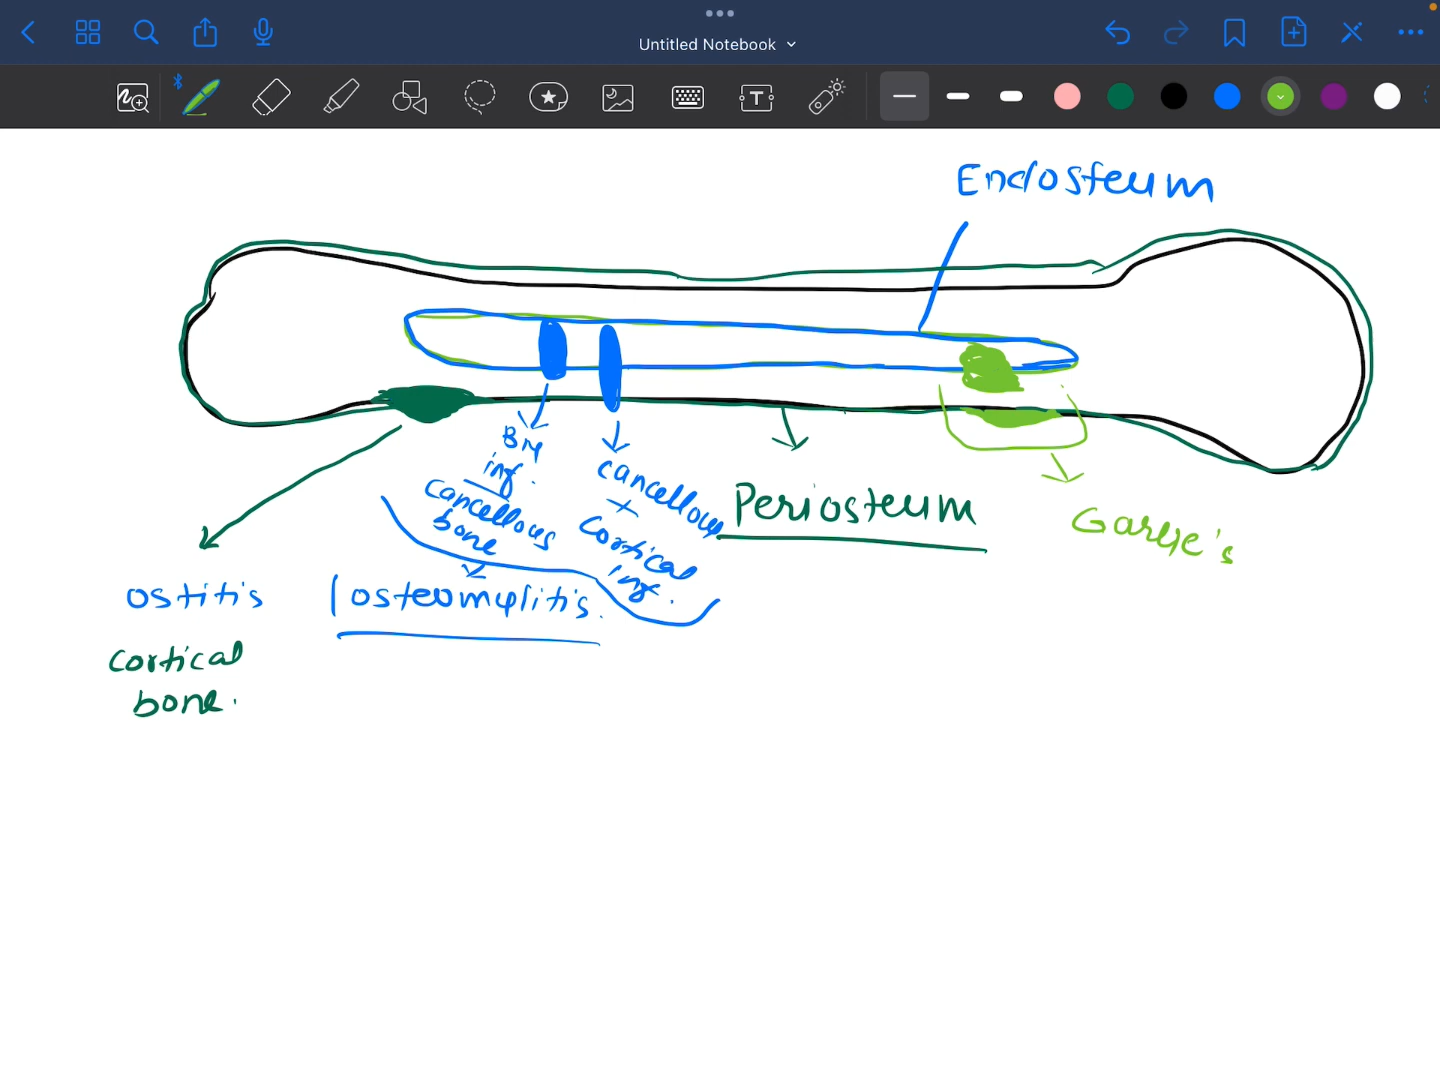 Untitled Notebook
Endosteum
BM
inf.
cancellous
bone
cancellous
+
Cortical
inf.
Periosteum
Garre's
ostitis
osteomylitis.
Cortical
bone.